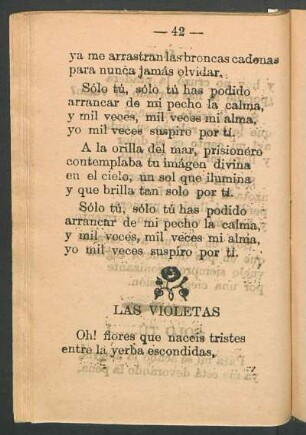 — 42 —
ya me arrastran las broncas cadenas
para nunca jamás olvidar.
Sólo tú, sólo tú has podido
arrancar de mi pecho la calma,
y mil veces, mil veces mi alma,
yo mil veces suspiro por tí.
A la orilla del mar, prisionero
contemplaba tu imágen divina
en el cielo, un sol que ilumina
y que brilla tan solo por tí.
Sólo tú, sólo tú has podido
arrancar de mi pecho la calma,
y mil veces, mil veces mi alma,
yo mil veces suspiro por tí.
LAS VIOLETAS
Oh! flores que naceis tristes
entre la yerba escondidas,